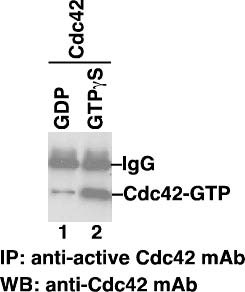 Cdc42
GDP
GTPγS
IgG
Cdc42-GTP
1 2
IP: anti-active Cdc42 mAb
WB: anti-Cdc42 mAb